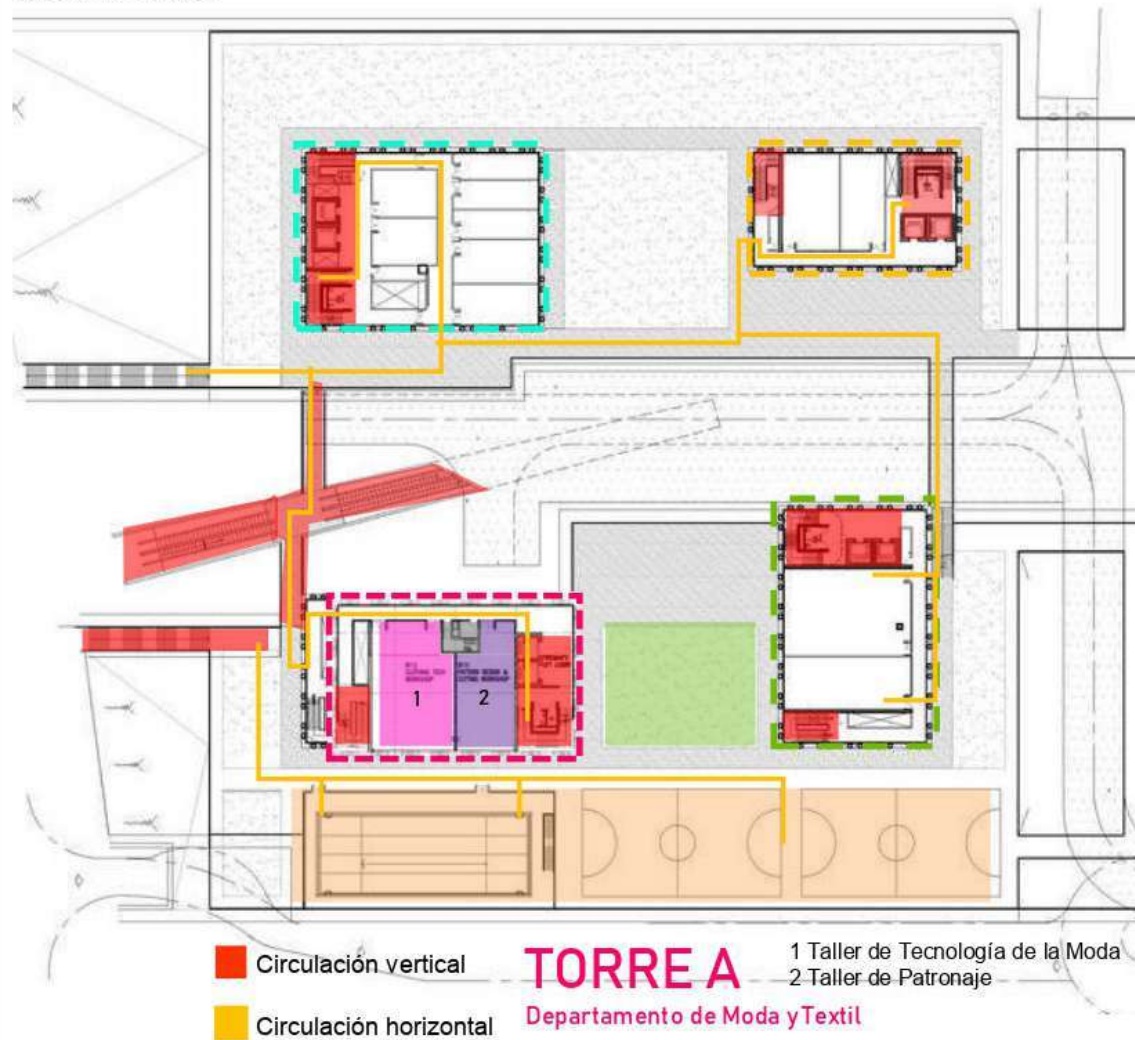 1
2
Circulación vertical
Circulación horizontal
TORRE A
Departamento de Moda y Textil
1 Taller de Tecnología de la Moda
2 Taller de Patronaje